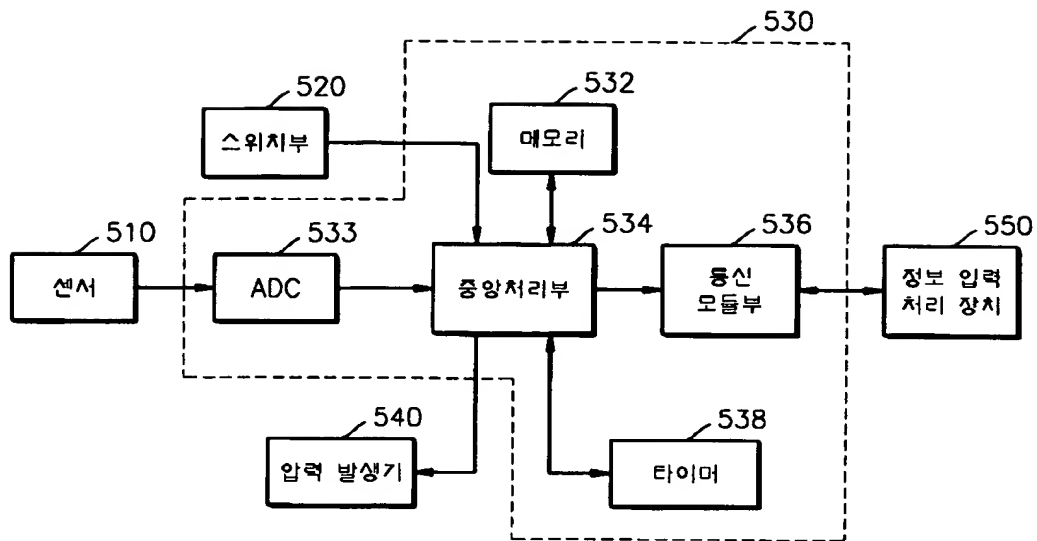 530
520
532
스위치부
메모리
510
533
534
536
550
센서
ADC
중앙처리부
통신
모듈부
정보 입력
처리 장치
540
538
압력 발생기
타이머